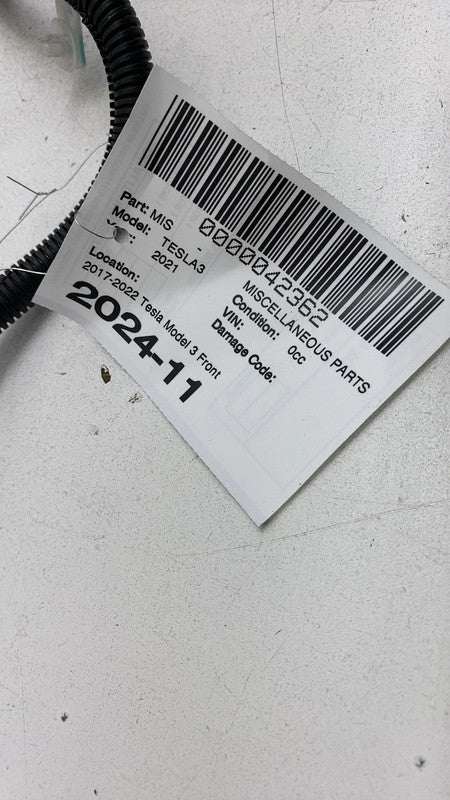 0000042362
Part: MIS - MISCELLANEOUS PARTS
Model: TESLA3 Condition: 0cc
2021 VIN:
Damage Code:
Location:
2017-2022 Tesla Model 3 Front
2024-11